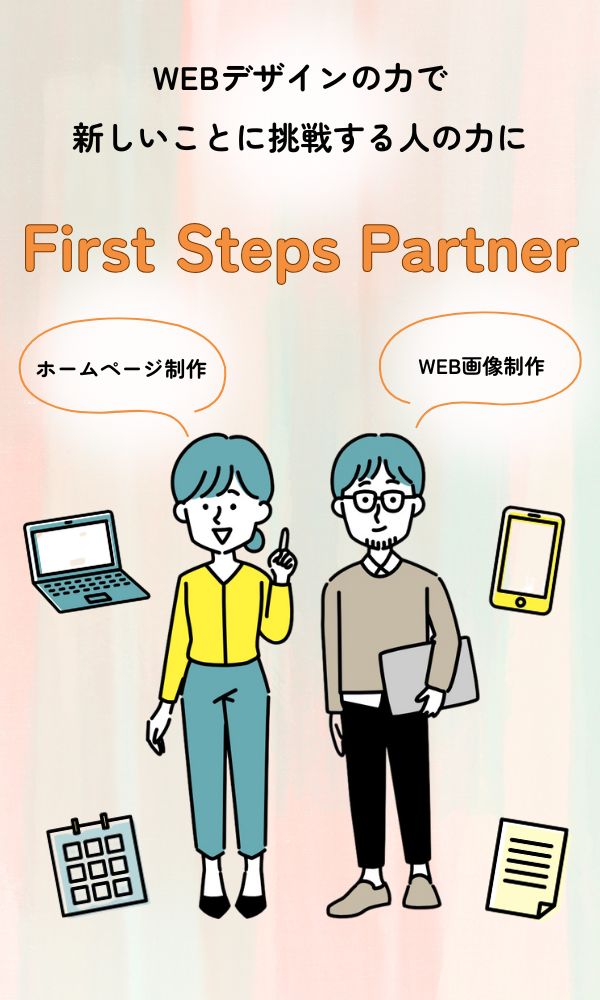 WEBデザインの力で
新しいことに挑戦する人の力に
First Steps Partner
ホームページ制作
WEB画像制作